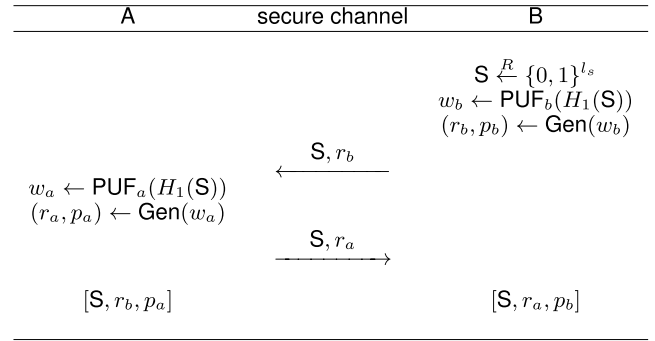 A secure channel B
S ←R {0, 1}^{l_s}
w_b ← PUF_b(H_1(S))
(r_b, p_b) ← Gen(w_b)
S, r_b
w_a ← PUF_a(H_1(S))
(r_a, p_a) ← Gen(w_a)
S, r_a
[S, r_b, p_a] [S, r_a, p_b]